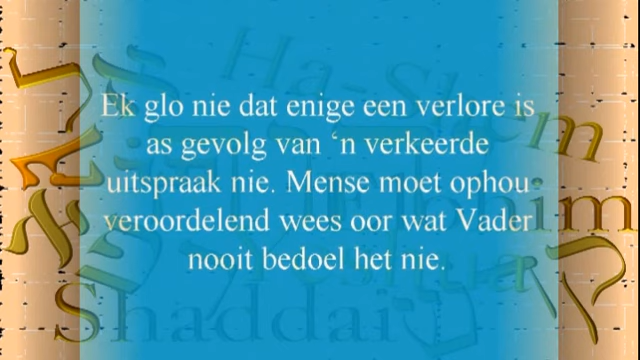 Ek glo nie dat enige een verlore is
as gevolg van ‘n verkeerde
uitspraak nie. Mense moet ophou
veroordelend wees oor wat Vader
nooit bedoel het nie.
Shaddai